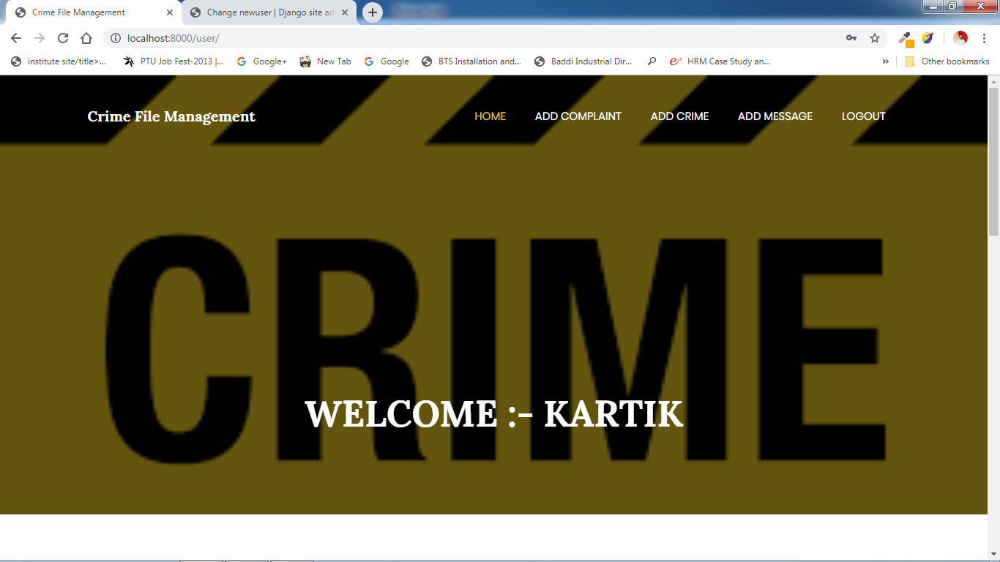 Crime File Management
Change newuser | Django site ad
localhost:8000/user/
institute site/title>...
PTU Job Fest-2013 |...
Google+
New Tab
Google
BTS Installation and...
Baddi Industrial Dir...
HRM Case Study an...
»
Other bookmarks
Crime File Management
HOME
ADD COMPLAINT
ADD CRIME
ADD MESSAGE
LOGOUT
CRIME
WELCOME :- KARTIK